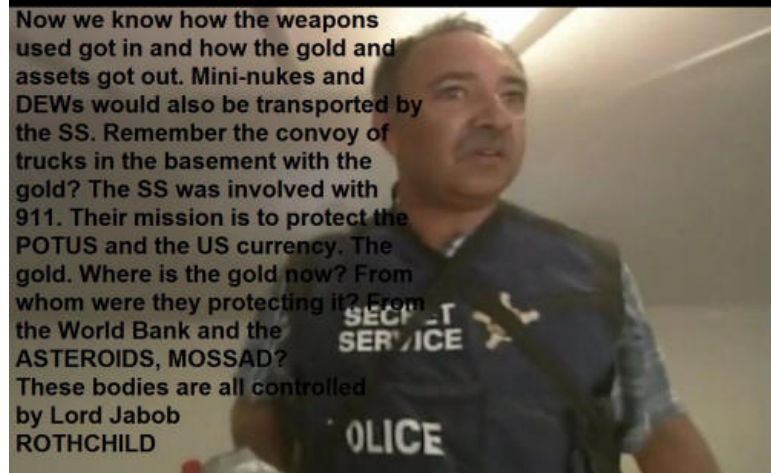 Now we know how the weapons
used got in and how the gold and
assets got out. Mini-nukes and
DEWs would also be transported by
the SS. Remember the convoy of
trucks in the basement with the
gold? The SS was involved with
911. Their mission is to protect the
POTUS and the US currency. The
gold. Where is the gold now? From
whom were they protecting it? From
the World Bank and the
ASTEROIDS, MOSSAD?
These bodies are all controlled
by Lord Jabob
ROTHCHILD
SECRET
SERVICE
OLICE